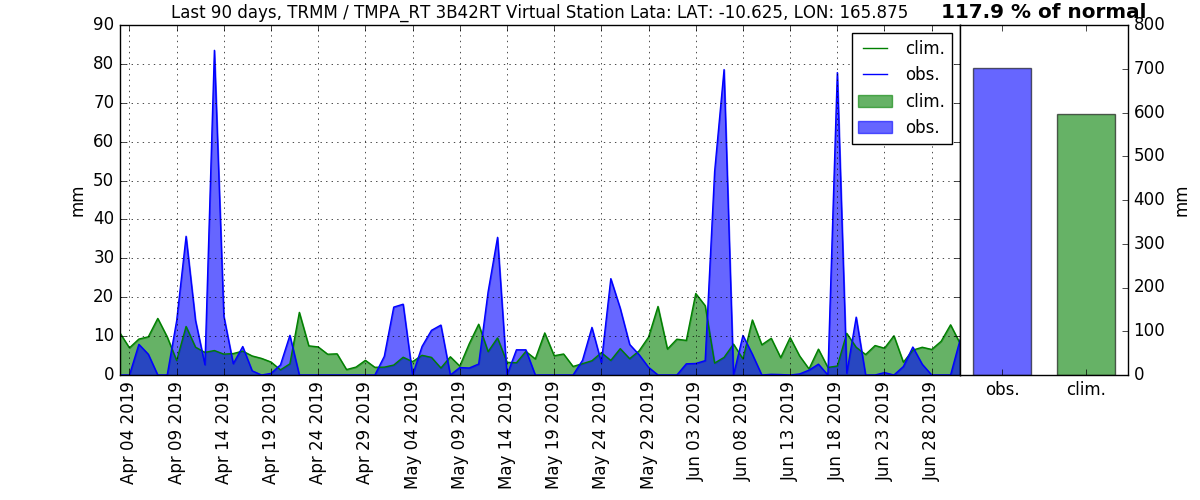 Last 90 days, TRMM / TMPA_RT 3B42RT Virtual Station Lata: LAT: -10.625, LON: 165.875
117.9 % of normal
90
80
70
60
50
40
30
20
10
0
mm
clim.
obs.
clim.
obs.
Apr 04 2019
Apr 09 2019
Apr 14 2019
Apr 19 2019
Apr 24 2019
Apr 29 2019
May 04 2019
May 09 2019
May 14 2019
May 19 2019
May 24 2019
May 29 2019
Jun 03 2019
Jun 08 2019
Jun 13 2019
Jun 18 2019
Jun 23 2019
Jun 28 2019
800
700
600
500
400
300
200
100
0
mm
obs.
clim.